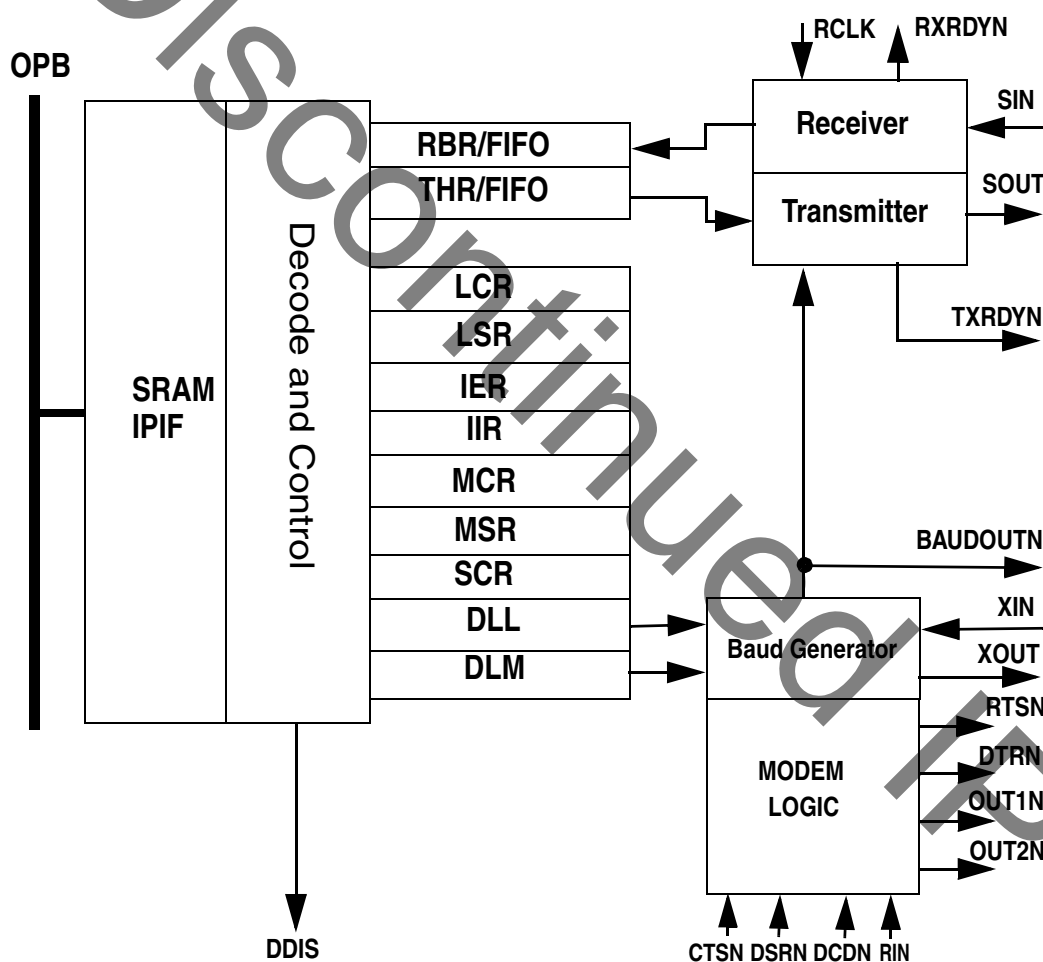 RCLK
RXRDYN
OPB
SIN
Receiver
RBR/FIFO
THR/FIFO
SOUT
Transmitter
Decode and Control
LCR
TXRDYN
LSR
SRAM
IPIF
IER
IIR
MCR
MSR
BAUDOUTN
SCR
XIN
DLL
Baud Generator
XOUT
DLM
RTSN
DTRN
MODEM
LOGIC
OUT1N
OUT2N
DDIS
CTSN DSRN DCDN RIN
Discontinued IP